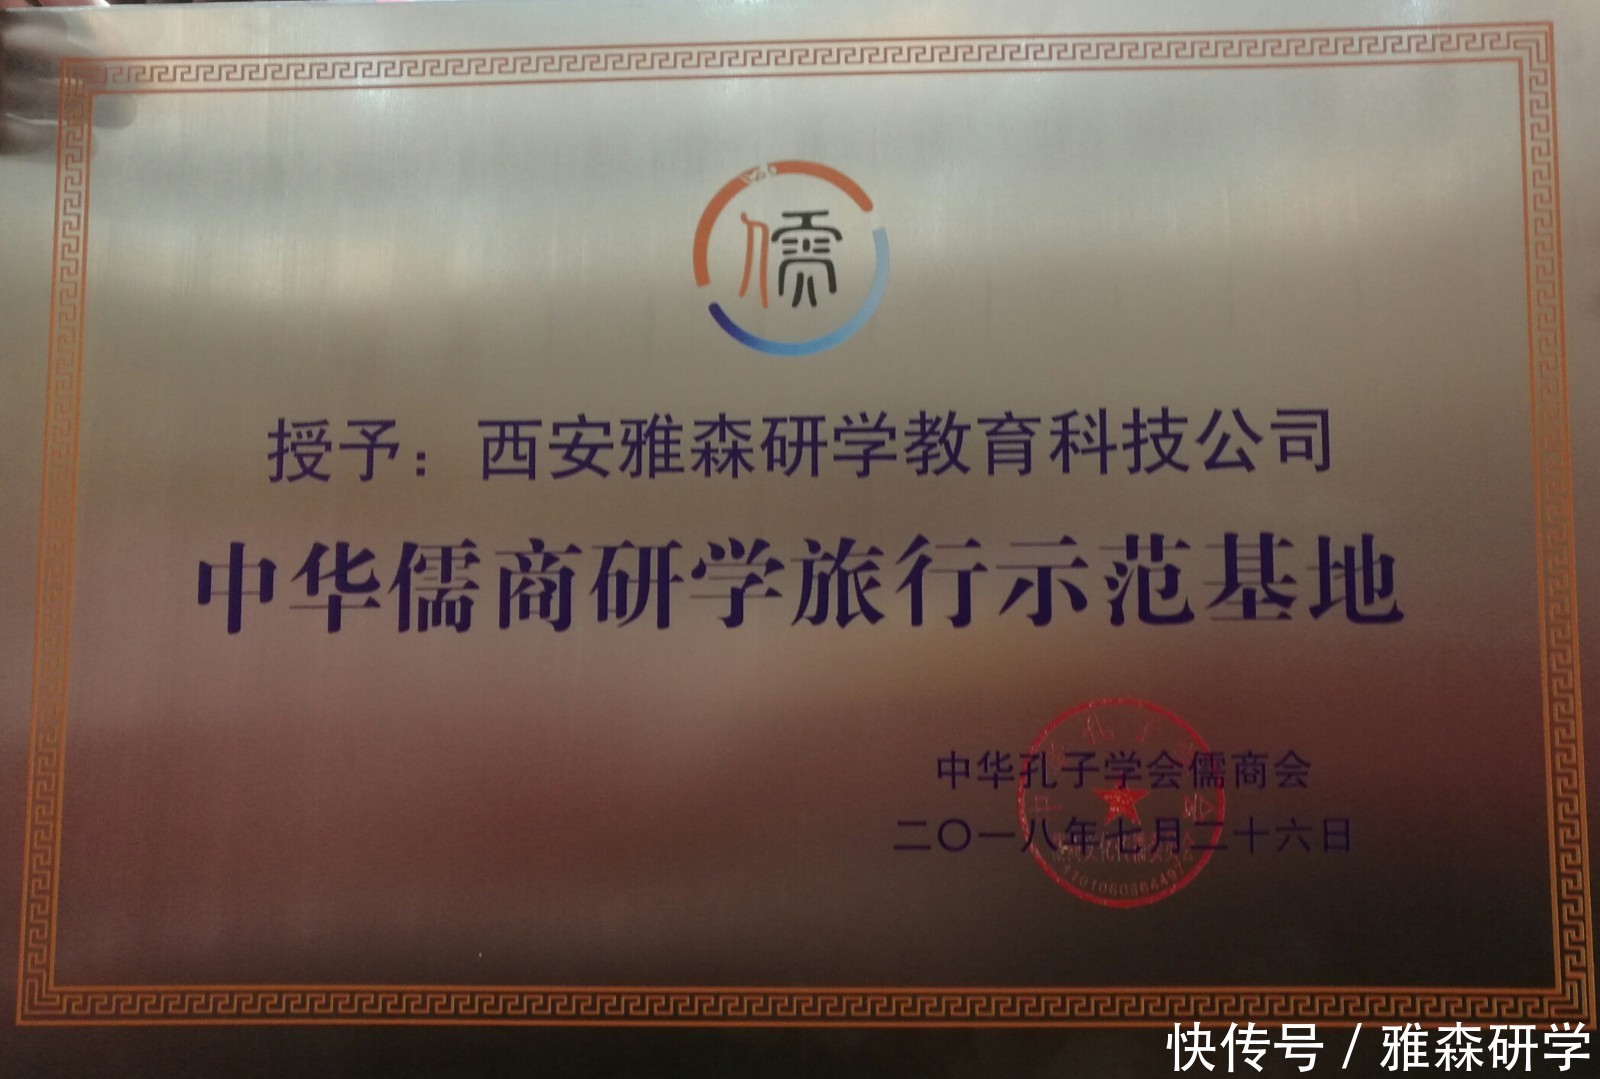 儒
授予：西安雅森研学教育科技公司
中华儒商研学旅行示范基地
中华孔子学会儒商会
二〇一八年七月二十六日
1101060864497
快传号 / 雅森研学